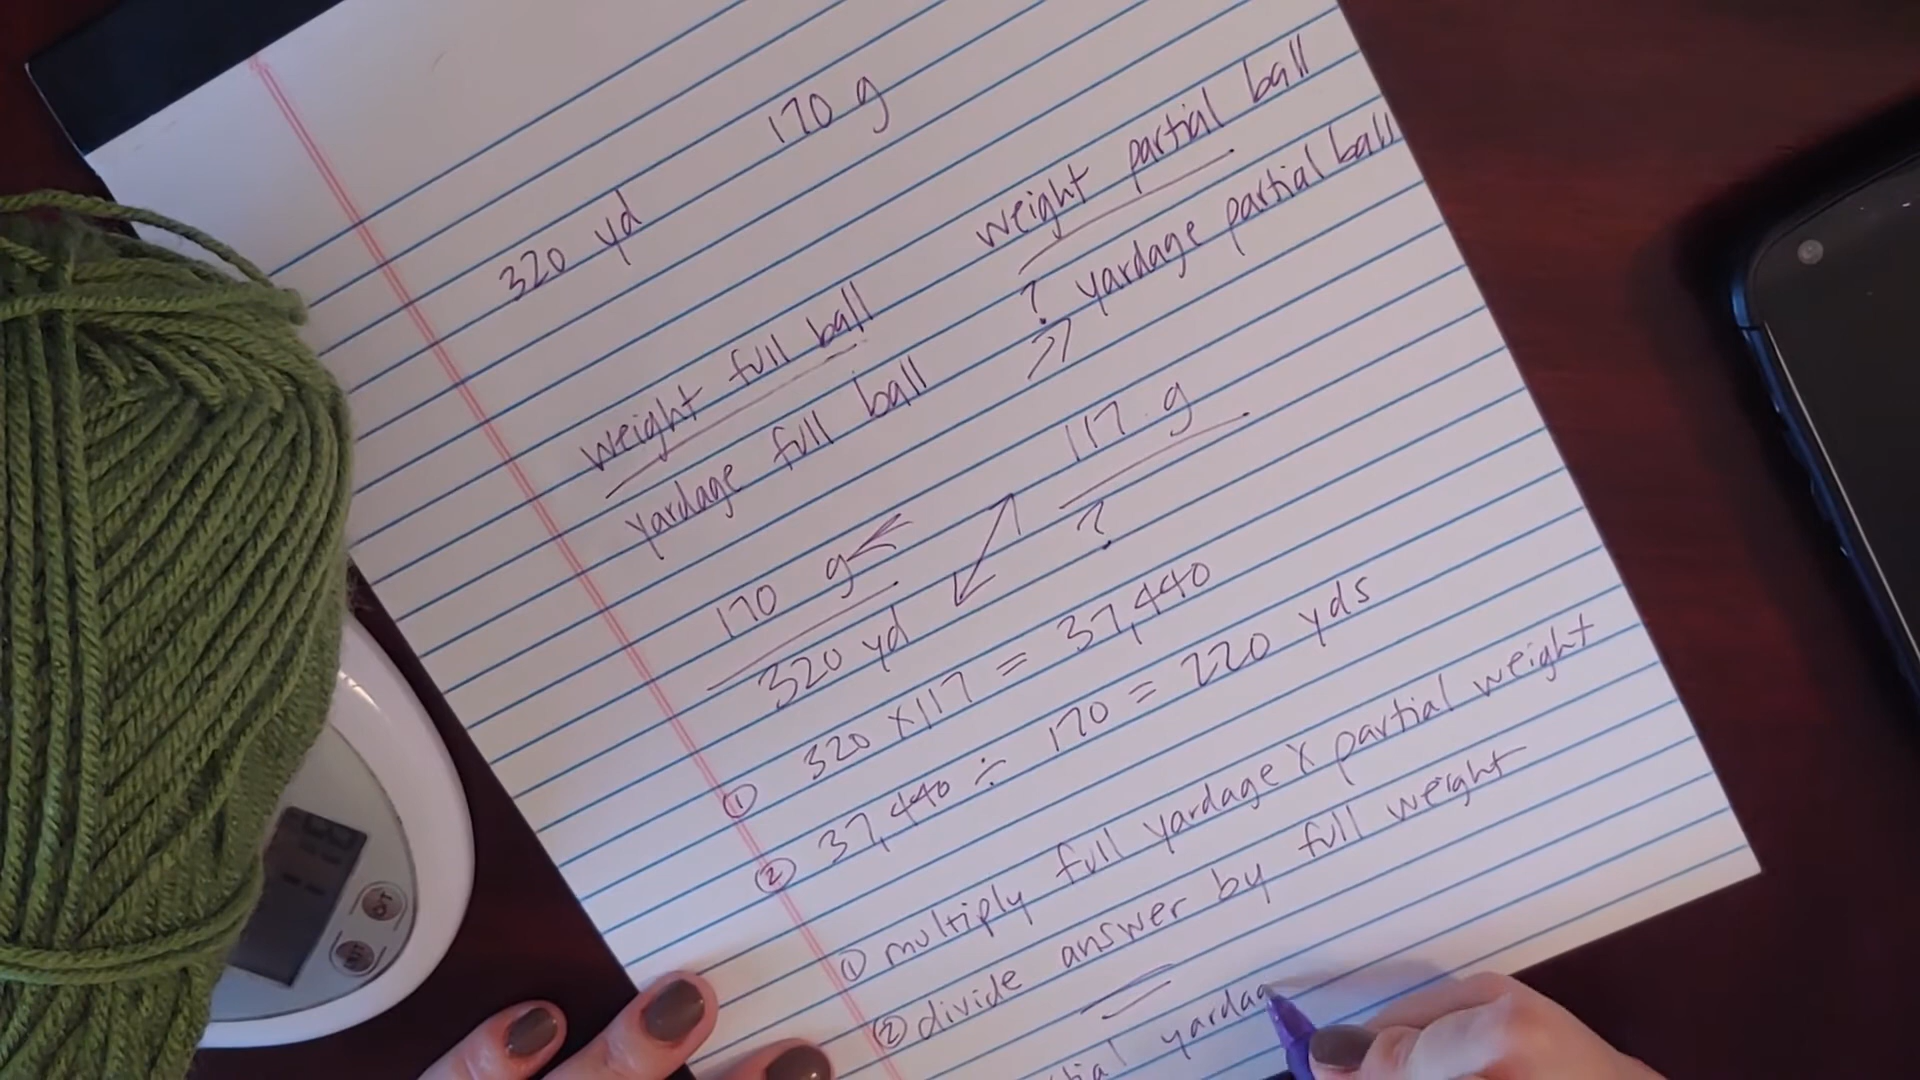 320 yd 170 g
weight full ball weight partial ball
yardage full ball ? yardage partial ball
170 g 117 g
320 yd ?
① 320 x 117 = 37,440
② 37,440 ÷ 170 = 220 yds
① multiply full yardage x partial weight
② divide answer by full weight
=
yardag